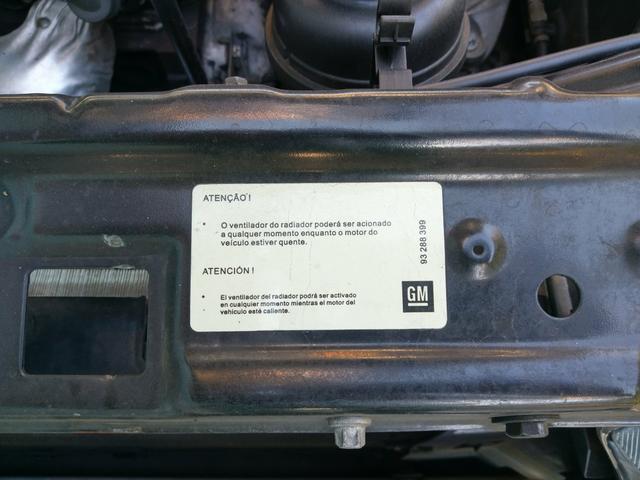 ATENÇÃO !
• O ventilador do radiador poderá ser acionado
a qualquer momento enquanto o motor do
veículo estiver quente.
ATENCIÓN !
• El ventilador del radiador podrá ser activado
en cualquier momento mientras el motor del
vehículo esté caliente.
93 288 399
GM